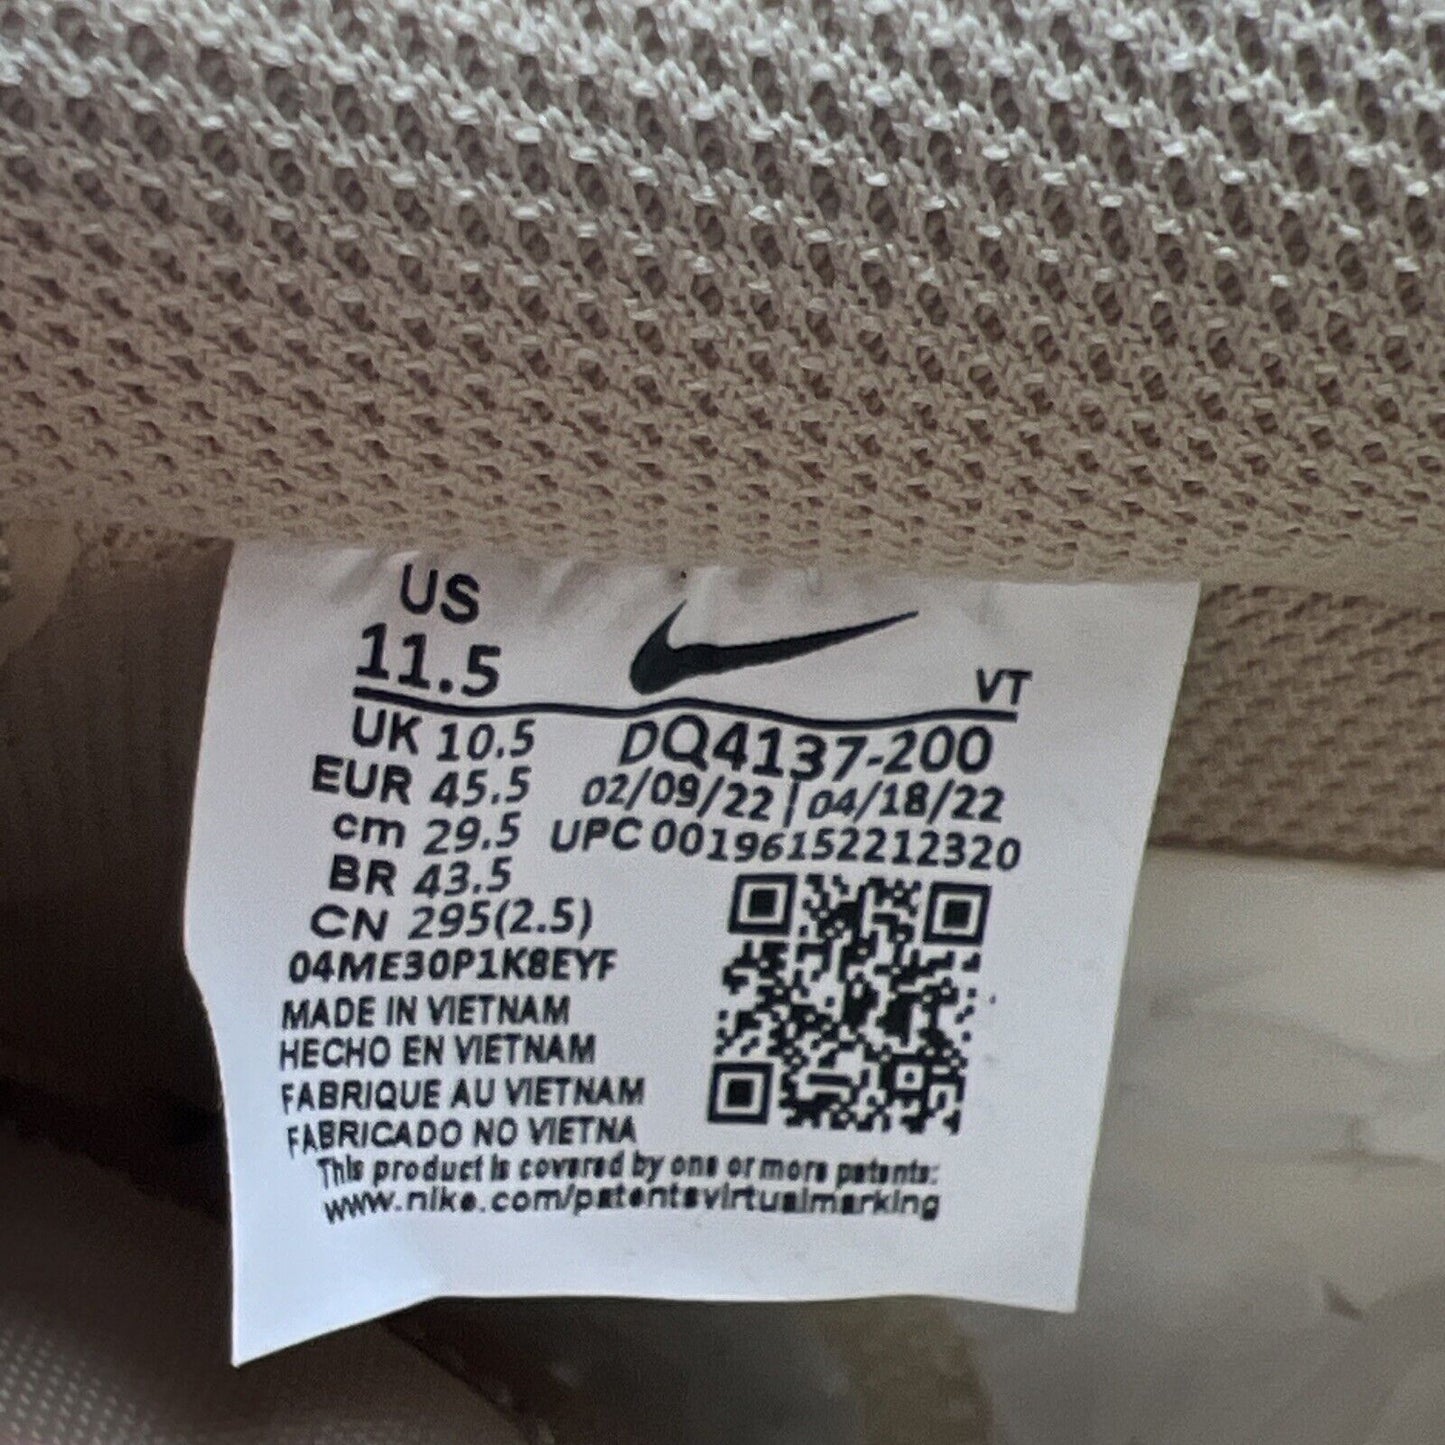 US
11.5
VT
UK 10.5
DQ4137-200
EUR 45.5
02/09/22 | 04/18/22
cm 29.5
UPC 00196152212320
BR 43.5
CN 295(2.5)
04ME30P1K8EYF
MADE IN VIETNAM
HECHO EN VIETNAM
FABRIQUE AU VIETNAM
FABRICADO NO VIETNA
This product is covered by one or more patents:
www.nike.com/patentsvirtualmarking